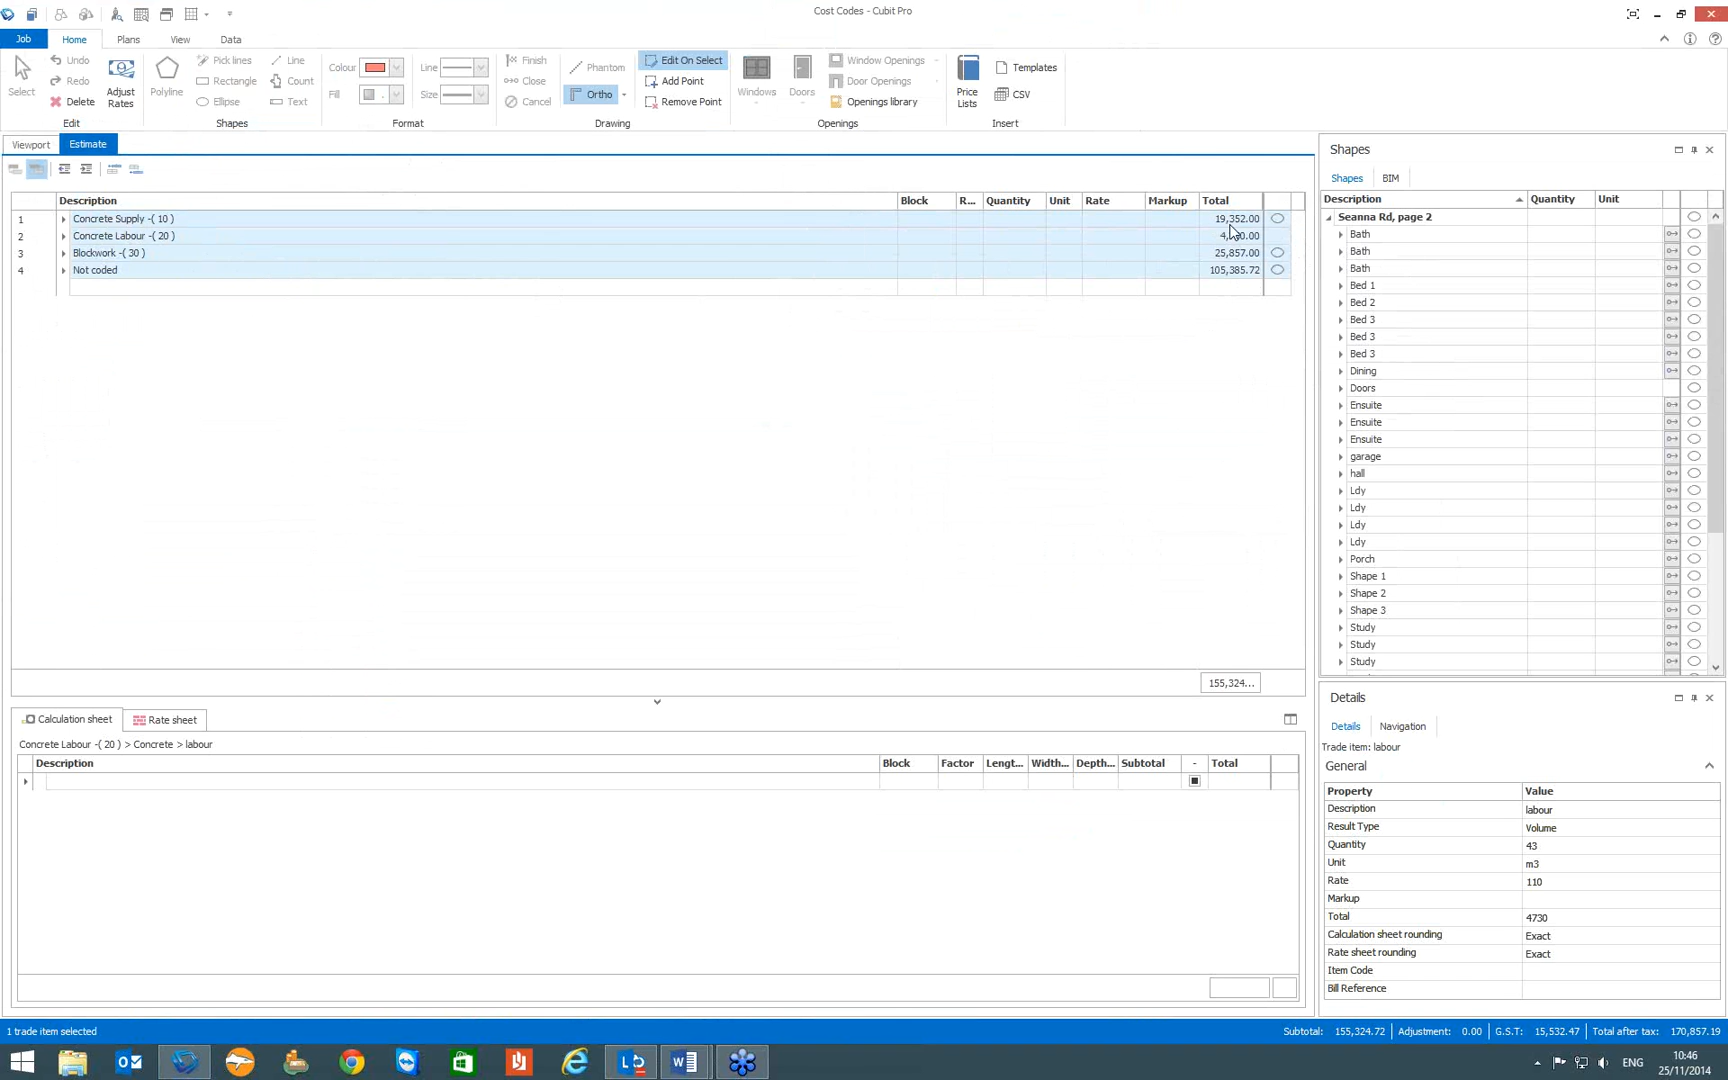 Cost Codes - Cubit Pro
Job Home Plans View Data
Select
Undo
Redo
Delete
Adjust Rates
Edit
Polyline
Pick lines
Rectangle
Ellipse
Line
Count
Text
Shapes
Colour
Fill
Line
Size
Format
Finish
Close
Cancel
Phantom
Ortho
Edit On Select
Add Point
Remove Point
Drawing
Windows
Doors
Window Openings
Door Openings
Openings library
Openings
Price Lists
Templates
CSV
Insert
Viewport Estimate
Description Block R... Quantity Unit Rate Markup Total
1 Concrete Supply -( 10 ) 19,352.00
2 Concrete Labour -( 20 )
3 Blockwork -( 30 ) 25,857.00
4 Not coded 105,385.72
155,324...
Calculation sheet Rate sheet
Concrete Labour -( 20 ) > Concrete > labour
Description Block Factor Lengt... Width... Depth... Subtotal - Total
Shapes
Shapes BIM
Description Quantity Unit
Seanna Rd, page 2
Bath
Bath
Bath
Bed 1
Bed 2
Bed 3
Bed 3
Bed 3
Dining
Doors
Ensuite
Ensuite
Ensuite
garage
hall
Ldy
Ldy
Ldy
Ldy
Porch
Shape 1
Shape 2
Shape 3
Study
Study
Study
Details
Details Navigation
Trade item: labour
General
Property Value
Description labour
Result Type Volume
Quantity 43
Unit m3
Rate 110
Markup
Total 4730
Calculation sheet rounding Exact
Rate sheet rounding Exact
Item Code
Bill Reference
1 trade item selected Subtotal: 155,324.72 Adjustment: 0.00 G.S.T: 15,532.47 Total after tax: 170,857.19
ENG 10:46
25/11/2014